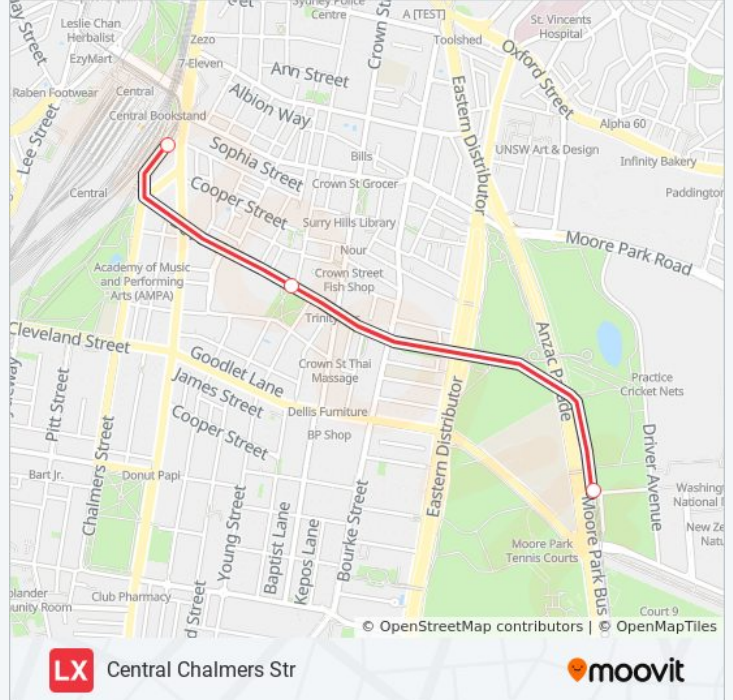 Sydney Police
Centre
Leslie Chan
Herbalist
EzyMart
Zezo
7-Eleven
Crown St
A [TEST]
Toolshed
St. Vincents
Hospital
Oxford Street
Ann Street
Raben Footwear
Central
Central Bookstand
Albion Way
Lee Street
Eastern Distributor
Alpha 60
Sophia Street
Bills
UNSW Art & Design
Infinity Bakery
Central
Cooper Street
Crown St Grocer
Paddington
Surry Hills Library
Nour
Moore Park Road
Academy of Music
and Performing
Arts (AMPA)
Crown Street
Fish Shop
Cleveland Street
Goodlet Lane
Crown St Thai
Massage
Anzac Parade
Practice
Cricket Nets
Pitt Street
James Street
Dellis Furniture
Cooper Street
BP Shop
Eastern Distributor
Driver Avenue
Chalmers Street
Bart Jr.
Donut Papi
Young Street
Baptist Lane
Kepos Lane
Bourke Street
Moore Park
Tennis Courts
Moore Park Bus
Club Pharmacy
Court 9
© OpenStreetMap contributors | © OpenMapTiles
LX Central Chalmers Str
moovit